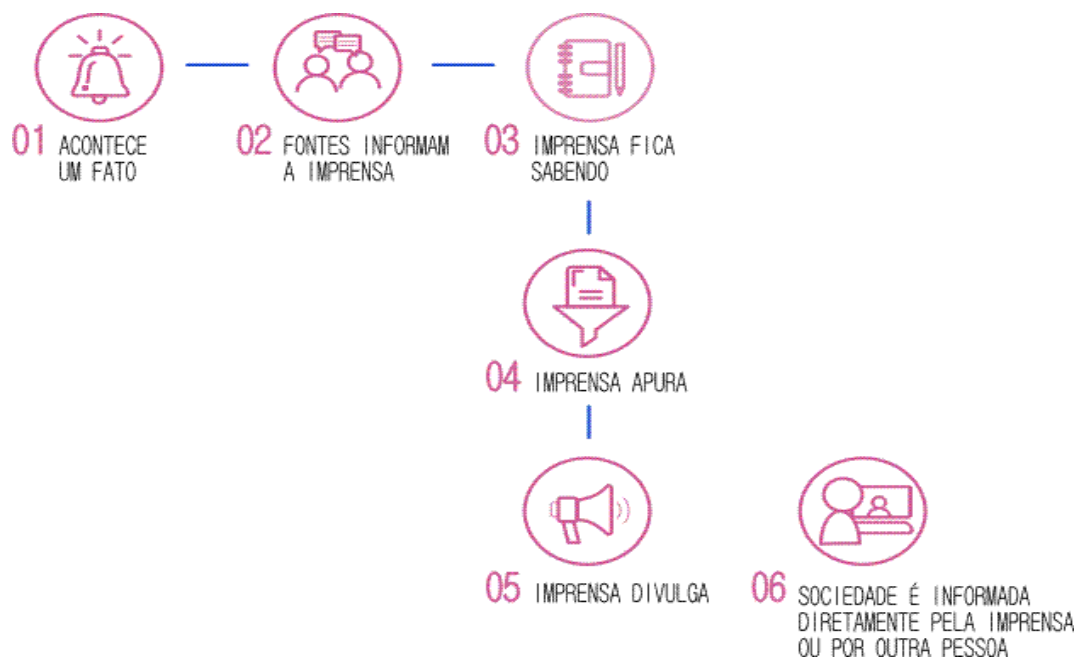 01 ACONTECE
UM FATO
02 FONTES INFORMAM
A IMPRENSA
03 IMPRENSA FICA
SABENDO
04 IMPRENSA APURA
05 IMPRENSA DIVULGA
06 SOCIEDADE É INFORMADA
DIRETAMENTE PELA IMPRENSA
OU POR OUTRA PESSOA